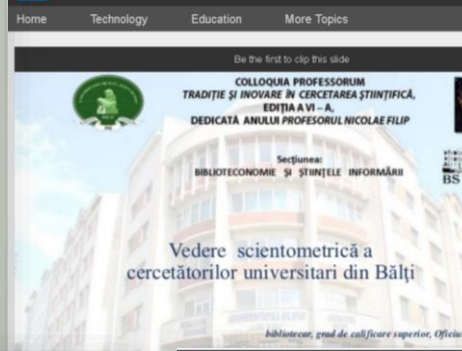 Home Technology Education More Topics
Be the first to clip this slide
COLLOQUIA PROFESSORUM
TRADIȚIE ȘI INOVARE ÎN CERCETAREA ȘTIINȚIFICĂ,
EDIȚIA A VI – A,
DEDICATĂ ANULUI PROFESORUL NICOLAE FILIP
Secțiunea:
BIBLIOTECONOMIE ȘI ȘTIINȚELE INFORMĂRII
BS
Vedere scientometrică a
cercetătorilor universitari din Bălți
bibliotecar, grad de calificare superior, Oficiu